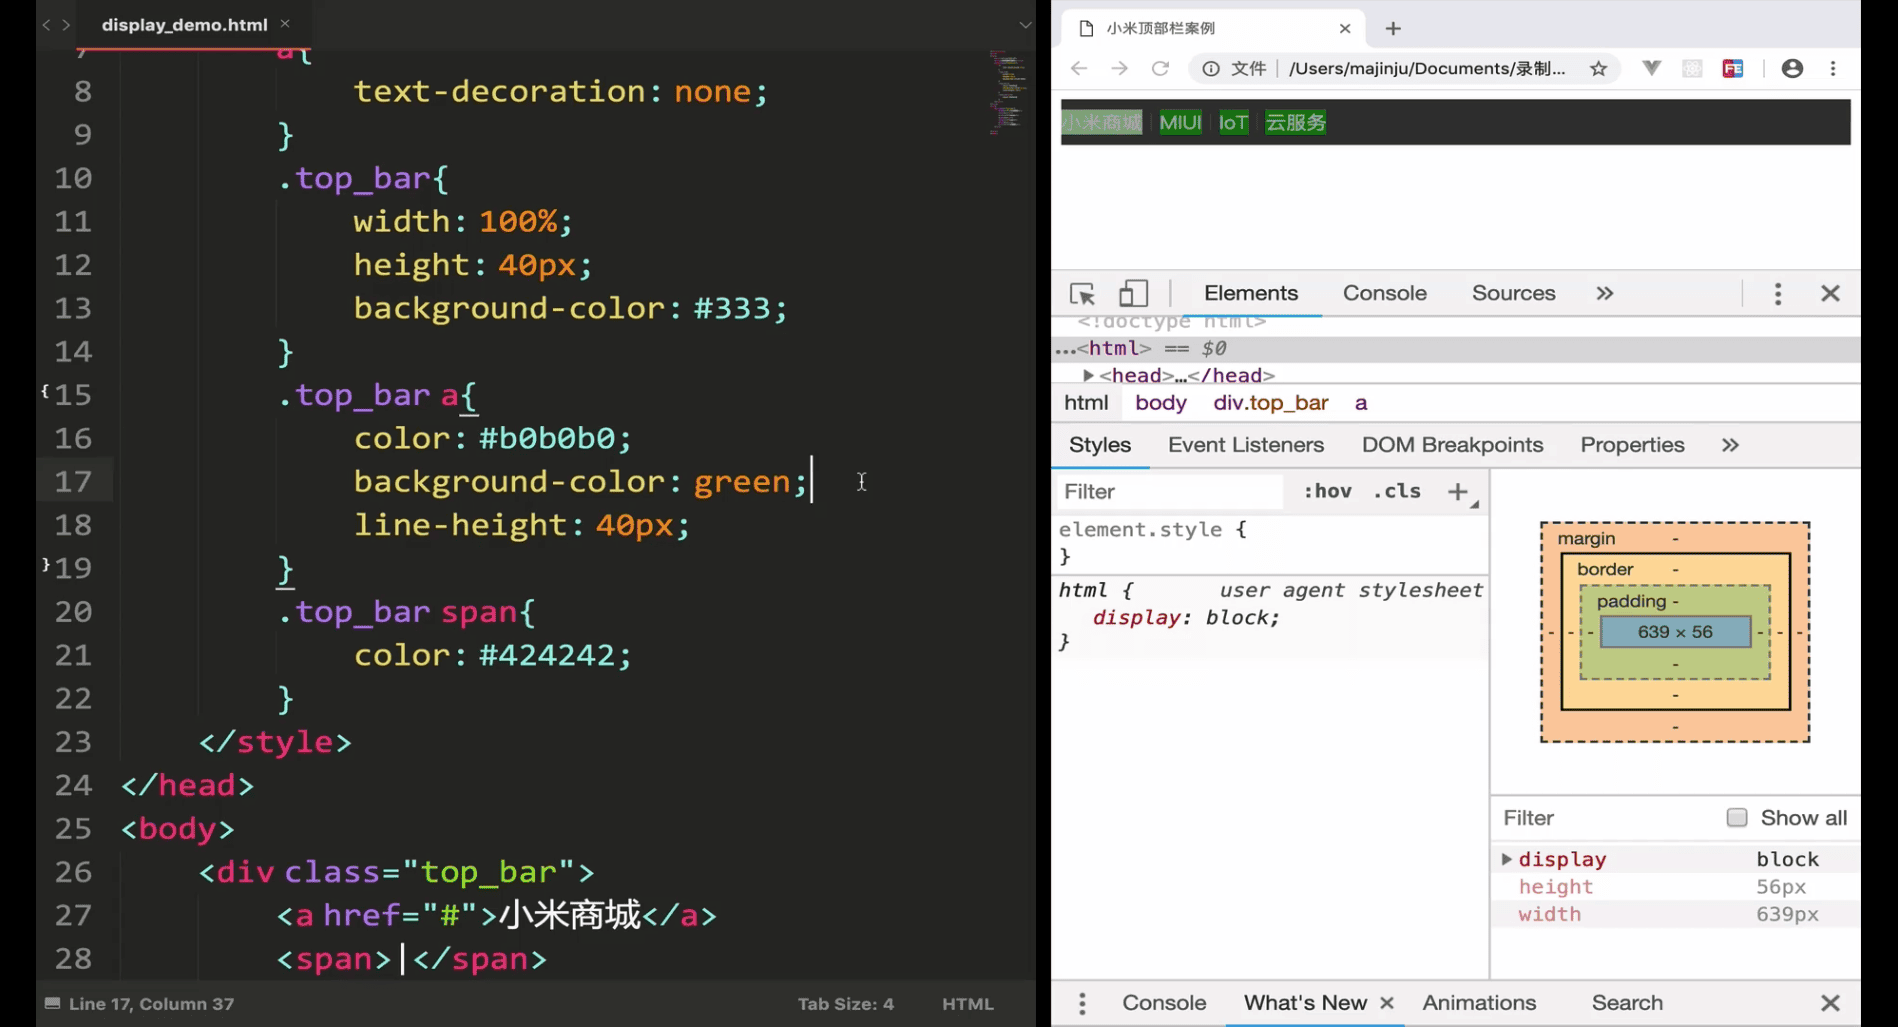 display_demo.html ×
7 a{
8 text-decoration: none;
9 }
10 .top_bar{
11 width: 100%;
12 height: 40px;
13 background-color: #333;
14 }
{ 15 .top_bar a{
16 color: #b0b0b0;
17 background-color: green;
18 line-height: 40px;
} 19 }
20 .top_bar span{
21 color: #424242;
22 }
23 </style>
24 </head>
25 <body>
26 <div class="top_bar">
27 <a href="#">小米商城</a>
28 <span>|</span>
Line 17, Column 37
Tab Size: 4
HTML
小米顶部栏案例 × +
文件 | /Users/majinju/Documents/录制...
小米商城 | MIUI | IoT | 云服务
Elements Console Sources »
<!doctype html>
...<html> == $0
<head>…</head>
html body div.top_bar a
Styles Event Listeners DOM Breakpoints Properties »
Filter :hov .cls +
element.style {
}
html { user agent stylesheet
display: block;
}
margin -
border -
padding -
- - - 639 × 56 - - -
-
-
-
Filter Show all
display block
height 56px
width 639px
Console What's New × Animations Search